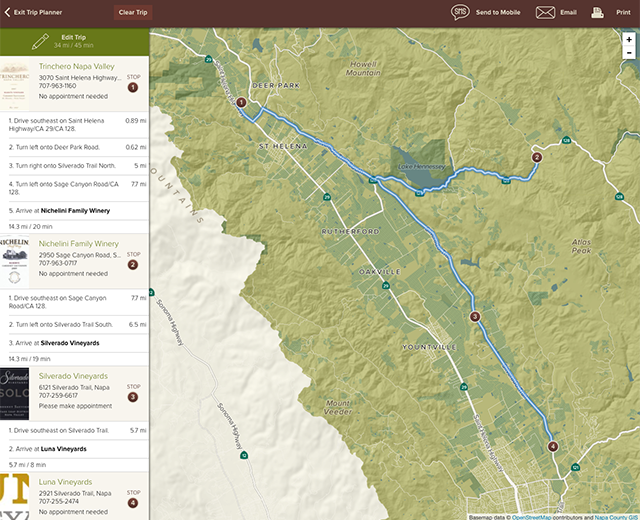 Exit Trip Planner
Clear Trip
SMS
Send to Mobile
Email
Print
Edit Trip
34 mi / 45 min
TRINCHERO
Trinchero Napa Valley
3070 Saint Helena Highway...
707-963-1160
No appointment needed
STOP
1
1. Drive southeast on Saint Helena 0.89 mi
Highway/CA 29/CA 128.
2. Turn left onto Deer Park Road. 0.62 mi
3. Turn right onto Silverado Trail North. 5 mi
4. Turn left onto Sage Canyon Road/CA 7.7 mi
128.
5. Arrive at Nichelini Family Winery
14.3 mi / 20 min
NICHELINI
Nichelini Family Winery
2950 Sage Canyon Road, S...
707-963-0717
No appointment needed
STOP
2
1. Drive southeast on Sage Canyon 7.7 mi
Road/CA 128.
2. Turn left onto Silverado Trail South. 6.5 mi
3. Arrive at Silverado Vineyards
14.3 mi / 19 min
Silverado
SOLO
Silverado Vineyards
6121 Silverado Trail, Napa
707-259-6617
Please make appointment
STOP
3
1. Drive southeast on Silverado Trail. 5.7 mi
2. Arrive at Luna Vineyards
5.7 mi / 8 min
Luna Vineyards
2921 Silverado Trail, Napa
707-255-2474
No appointment needed
STOP
4
+
-
29
Howell
Mountain
DEER PARK
1
ST HELENA
Lake Hennessey
2
128
128
MOUNTAINS
29
RUTHERFORD
Atlas
Peak
OAKVILLE
29
12
Sonoma Highway
3
YOUNTVILLE
29
Mount
Veeder
Sonoma Highway
12
4
121
Basemap data © OpenStreetMap contributors and Napa County GIS